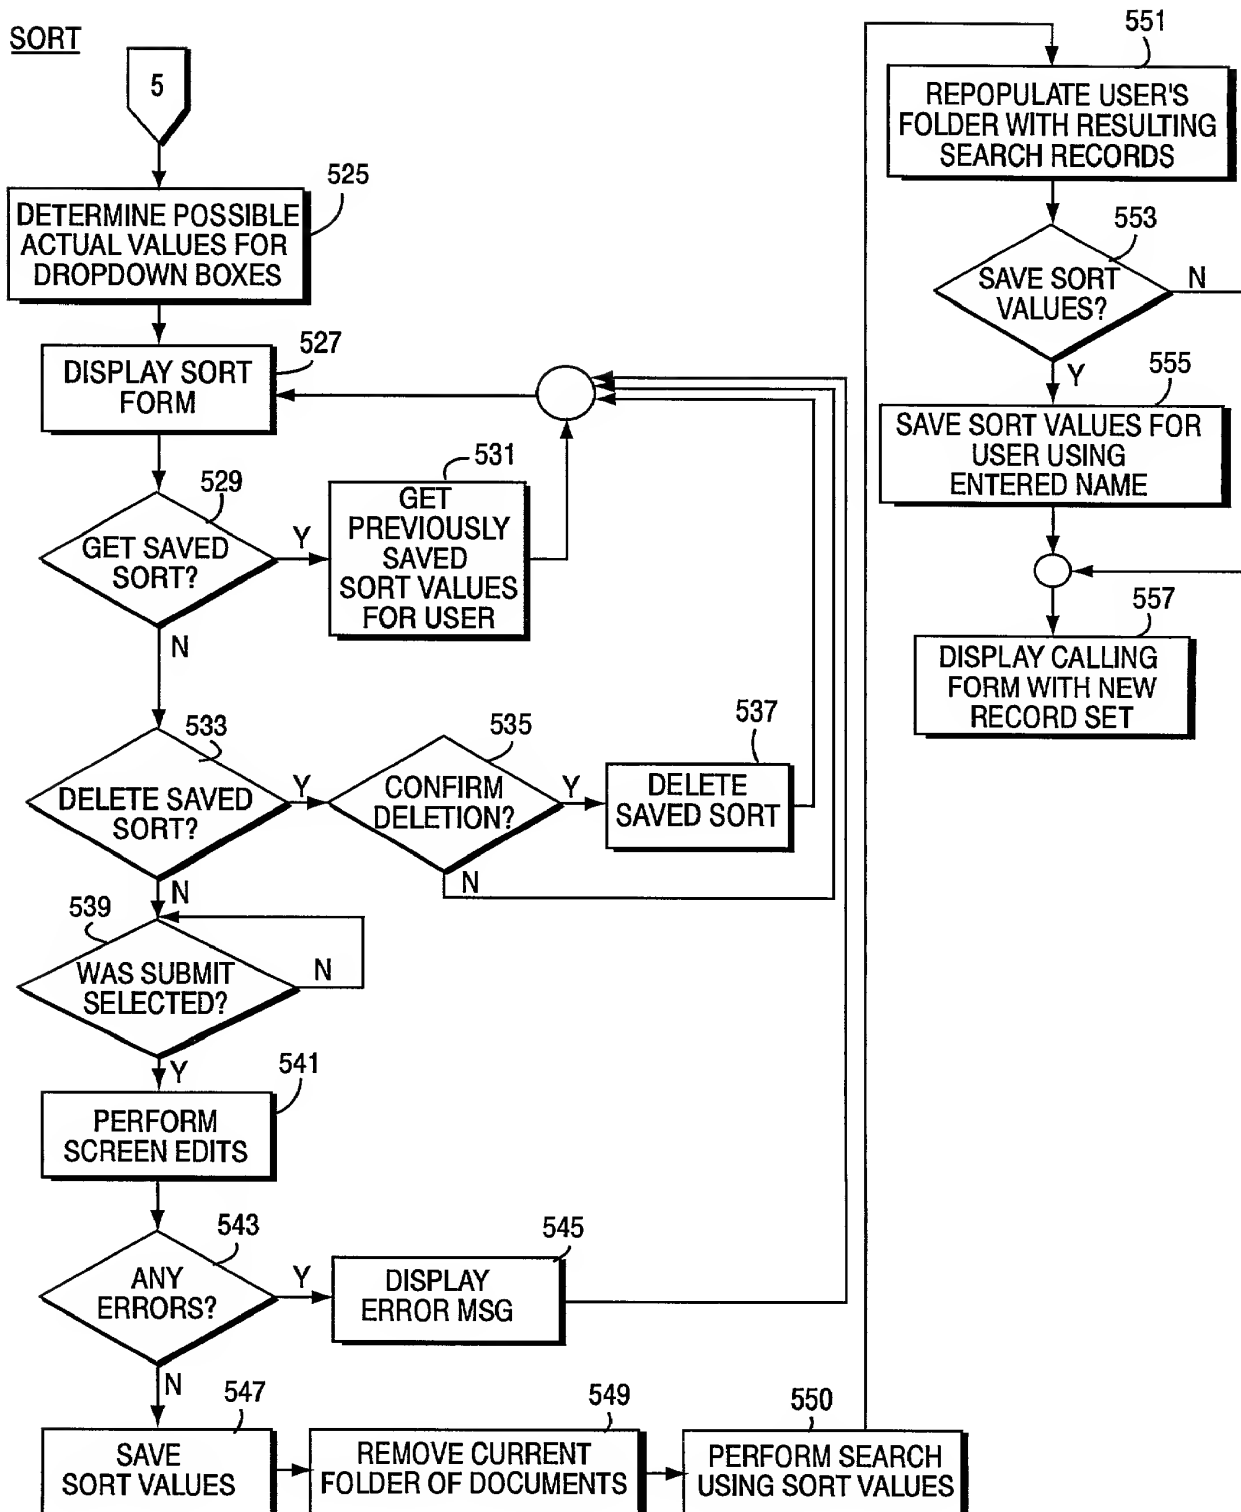 SORT
5
525
DETERMINE POSSIBLE
ACTUAL VALUES FOR
DROPDOWN BOXES
527
DISPLAY SORT
FORM
529
GET SAVED
SORT?
Y
N
531
GET
PREVIOUSLY
SAVED
SORT VALUES
FOR USER
533
DELETE SAVED
SORT?
Y
N
535
CONFIRM
DELETION?
Y
N
537
DELETE
SAVED SORT
539
WAS SUBMIT
SELECTED?
N
Y
541
PERFORM
SCREEN EDITS
543
ANY
ERRORS?
Y
N
545
DISPLAY
ERROR MSG
547
SAVE
SORT VALUES
549
REMOVE CURRENT
FOLDER OF DOCUMENTS
550
PERFORM SEARCH
USING SORT VALUES
551
REPOPULATE USER'S
FOLDER WITH RESULTING
SEARCH RECORDS
553
SAVE SORT
VALUES?
N
Y
555
SAVE SORT VALUES FOR
USER USING
ENTERED NAME
557
DISPLAY CALLING
FORM WITH NEW
RECORD SET